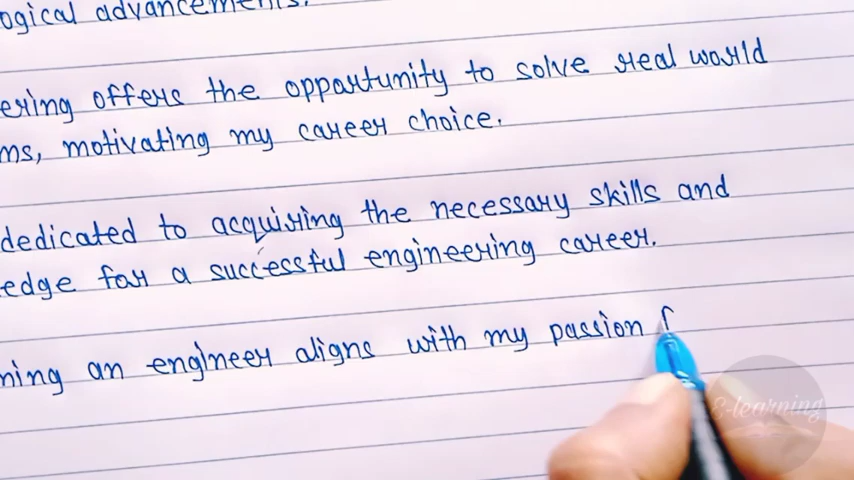 ogical advancements.
ering offers the opportunity to solve real world
ms, motivating my career choice.
dedicated to acquiring the necessary skills and
edge for a successful engineering career.
ning an engineer aligns with my passion f
E-learning